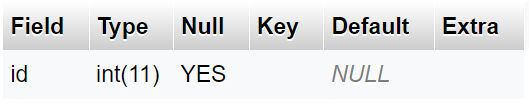 Field Type Null Key Default Extra
id int(11) YES NULL